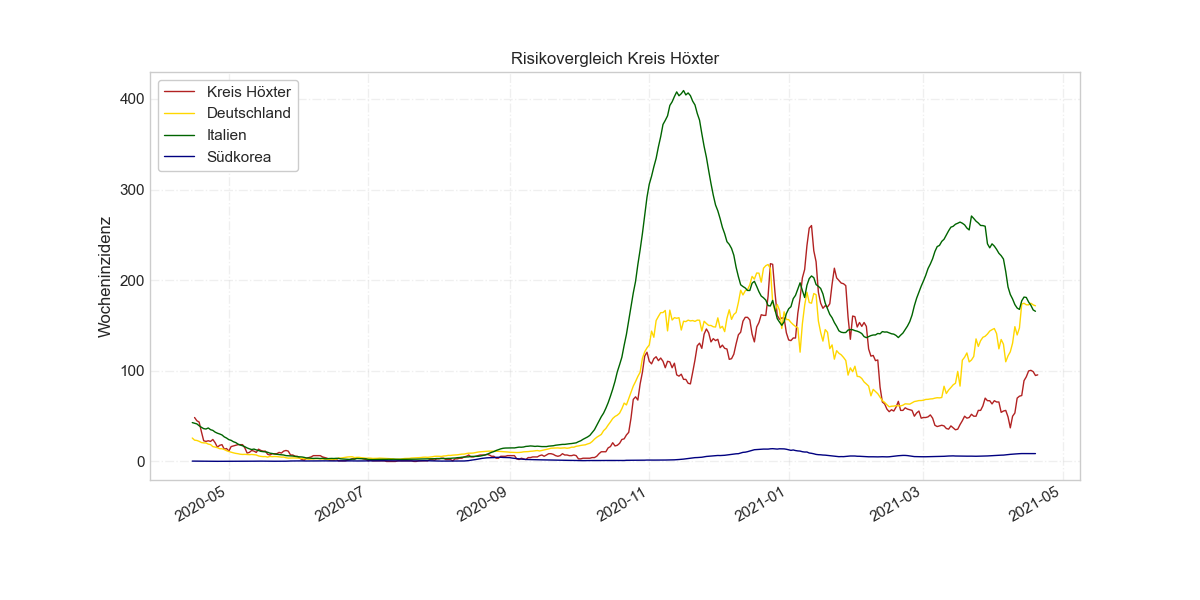 Risikovergleich Kreis Höxter
Kreis Höxter
Deutschland
Italien
Südkorea
Wocheninzidenz
400
300
200
100
0
2020-05
2020-07
2020-09
2020-11
2021-01
2021-03
2021-05